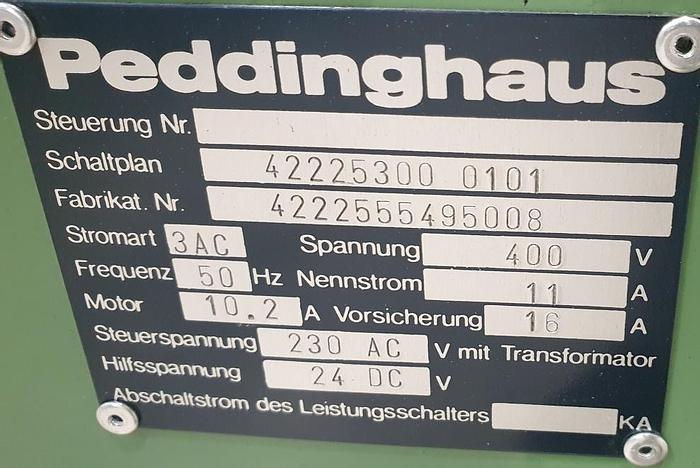 Peddinghaus
Steuerung Nr.
Schaltplan 42225300 0101
Fabrikat. Nr. 4222555495008
Stromart 3AC Spannung 400 V
Frequenz 50 Hz Nennstrom 11 A
Motor 10.2 A Vorsicherung 16 A
Steuerspannung 230 AC V mit Transformator
Hilfsspannung 24 DC V
Abschaltstrom des Leistungsschalters KA